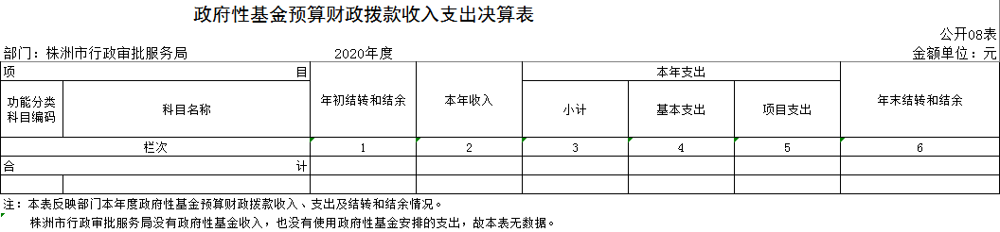 政府性基金预算财政拨款收入支出决算表
公开08表
部门：株洲市行政审批服务局 2020年度 金额单位：元
项 目 年初结转和结余 本年收入 本年支出 年末结转和结余
功能分类科目编码 科目名称 小计 基本支出 项目支出
栏次 1 2 3 4 5 6
合 计
注：本表反映部门本年度政府性基金预算财政拨款收入、支出及结转和结余情况。
株洲市行政审批服务局没有政府性基金收入，也没有使用政府性基金安排的支出，故本表无数据。